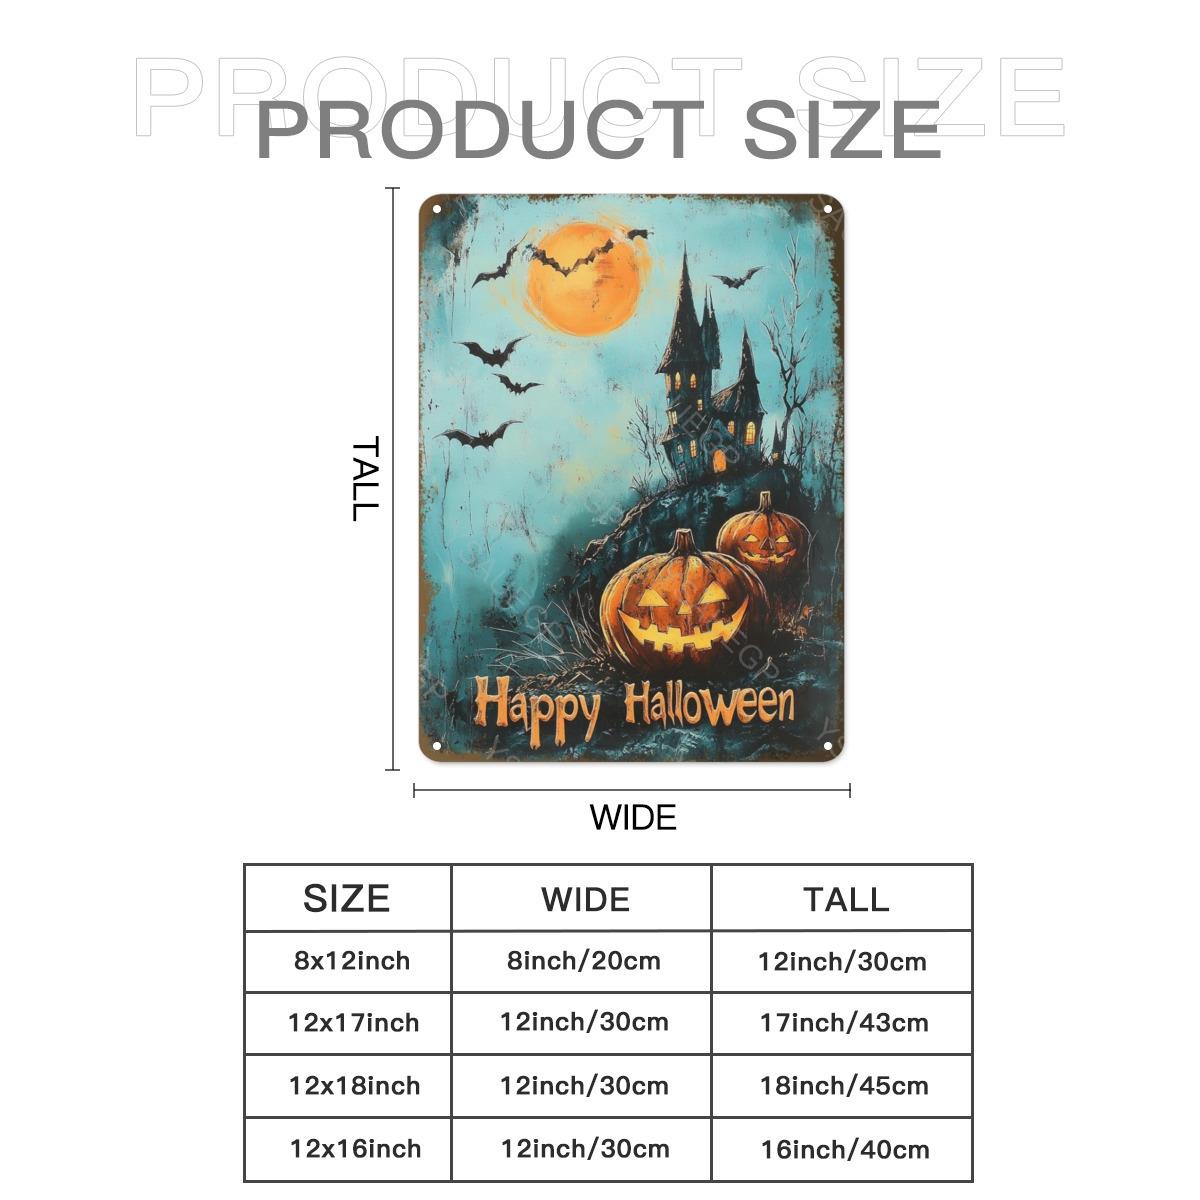 PRODUCT SIZE
PRODUCT SIZE
TALL
Happy Halloween
WIDE
SIZE WIDE TALL
8x12inch 8inch/20cm 12inch/30cm
12x17inch 12inch/30cm 17inch/43cm
12x18inch 12inch/30cm 18inch/45cm
12x16inch 12inch/30cm 16inch/40cm